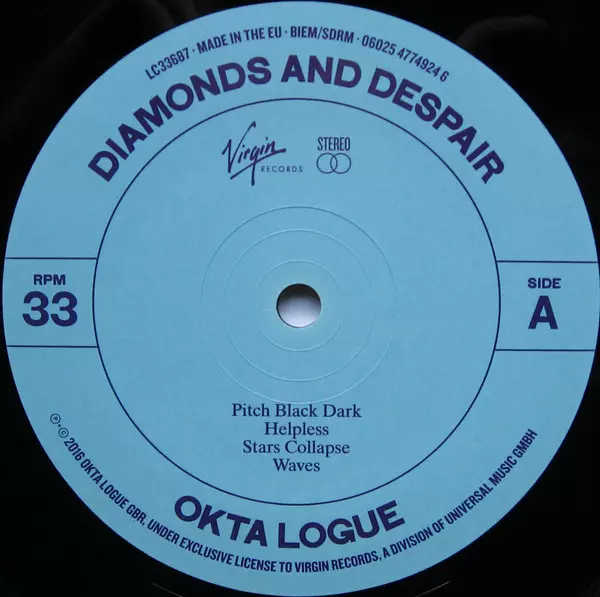 LC33687 · MADE IN THE EU · BIEM/SDRM · 06025 4774924 6
DIAMONDS AND DESPAIR
Virgin
RECORDS
STEREO
RPM
33
SIDE
A
Pitch Black Dark
Helpless
Stars Collapse
Waves
OKTA LOGUE
℗ + © 2016 OKTA LOGUE GBR, UNDER EXCLUSIVE LICENSE TO VIRGIN RECORDS, A DIVISION OF UNIVERSAL MUSIC GMBH